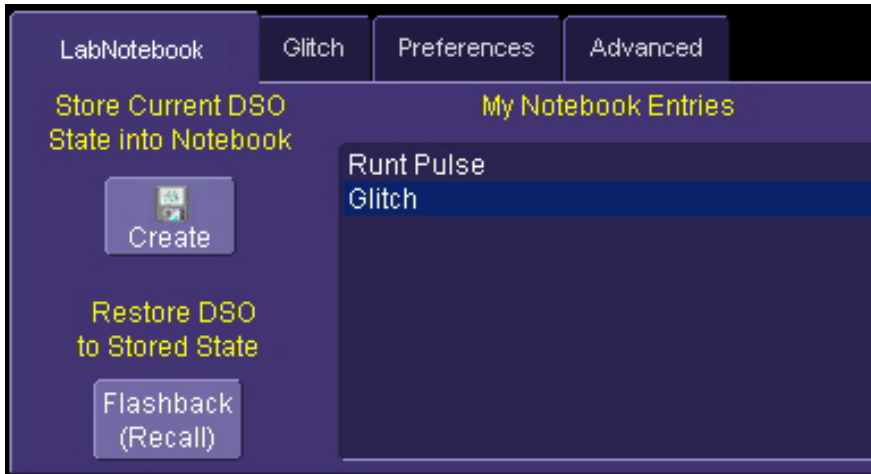 LabNotebook
Glitch
Preferences
Advanced
Store Current DSO
State into Notebook
Create
Restore DSO
to Stored State
Flashback
(Recall)
My Notebook Entries
Runt Pulse
Glitch